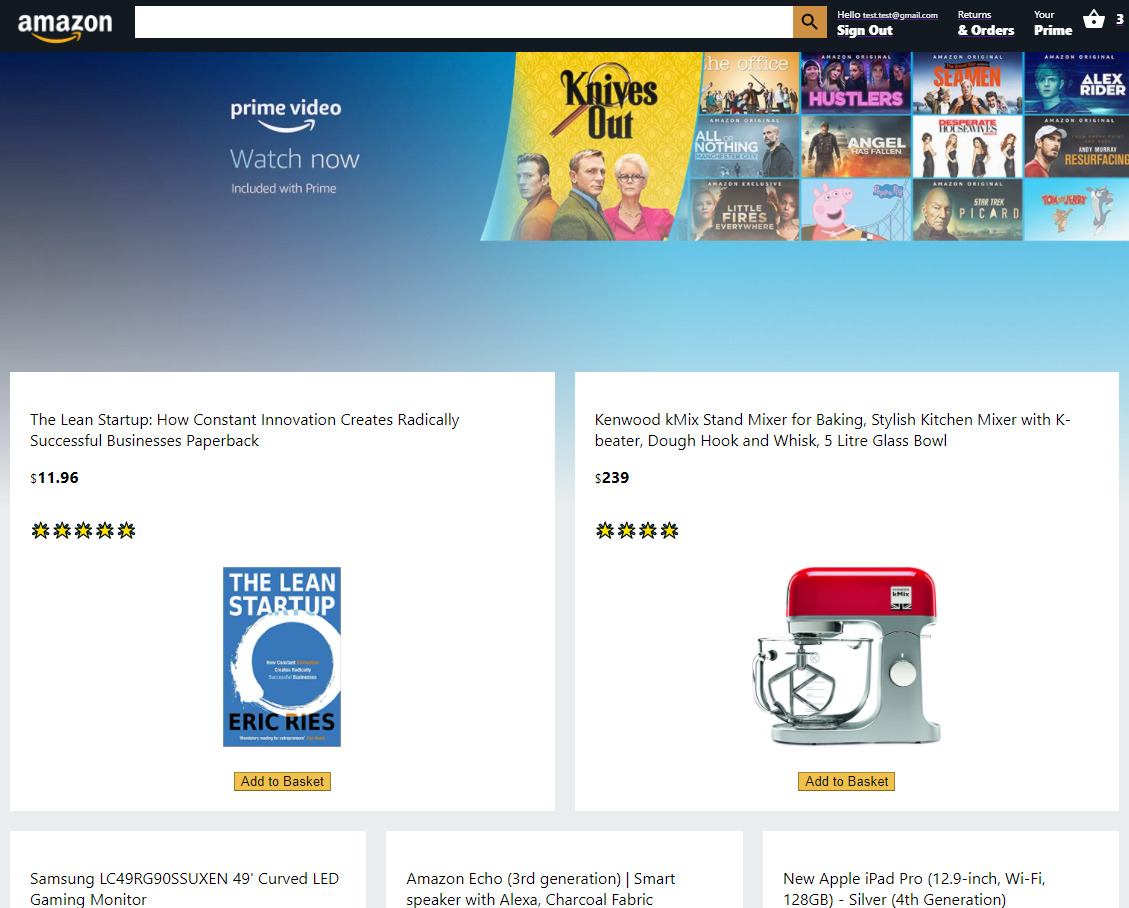 amazon
Hello test.test@gmail.com
Sign Out
Returns
& Orders
Your
Prime
3
prime video
Watch now
Included with Prime
Knives
Out
the office
AMAZON ORIGINAL
HUSTLERS
AMAZON ORIGINAL
SEAMEN
AMAZON ORIGINAL
ALEX
RIDER
AMAZON ORIGINAL
ALL OR
NOTHING
MANCHESTER CITY
ANGEL
HAS FALLEN
DESPERATE
HOUSEWIVES
AMAZON ORIGINAL
ANDY MURRAY
RESURFACING
AMAZON EXCLUSIVE
LITTLE
FIRES
EVERYWHERE
Peppa Pig
AMAZON ORIGINAL
STAR TREK
PICARD
TOM and JERRY
The Lean Startup: How Constant Innovation Creates Radically
Successful Businesses Paperback
$11.96
THE LEAN
STARTUP
How Constant Innovation
Creates Radically
Successful Businesses
ERIC RIES
'Mandatory reading for entrepreneurs'
Add to Basket
Kenwood kMix Stand Mixer for Baking, Stylish Kitchen Mixer with K-
beater, Dough Hook and Whisk, 5 Litre Glass Bowl
$239
kMix
Add to Basket
Samsung LC49RG90SSUXEN 49' Curved LED
Gaming Monitor
Amazon Echo (3rd generation) | Smart
speaker with Alexa, Charcoal Fabric
New Apple iPad Pro (12.9-inch, Wi-Fi,
128GB) - Silver (4th Generation)